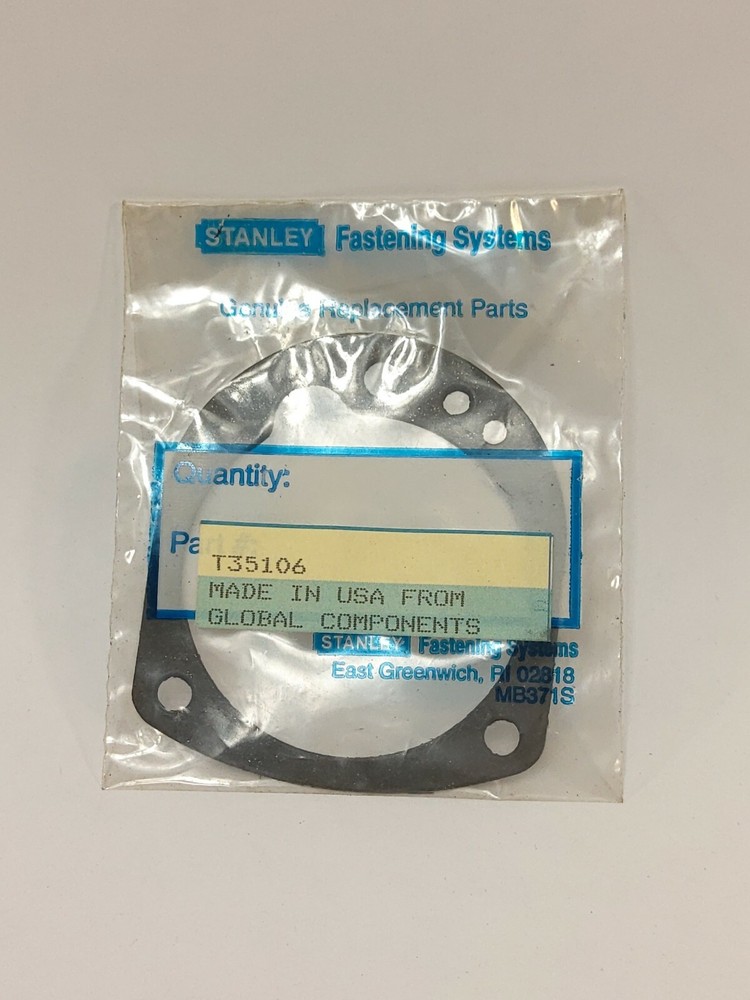 STANLEY Fastening Systems
Genuine Replacement Parts
Quantity:
Part #:
T35106
MADE IN USA FROM
GLOBAL COMPONENTS
STANLEY Fastening Systems
East Greenwich, RI 02818
MB371S